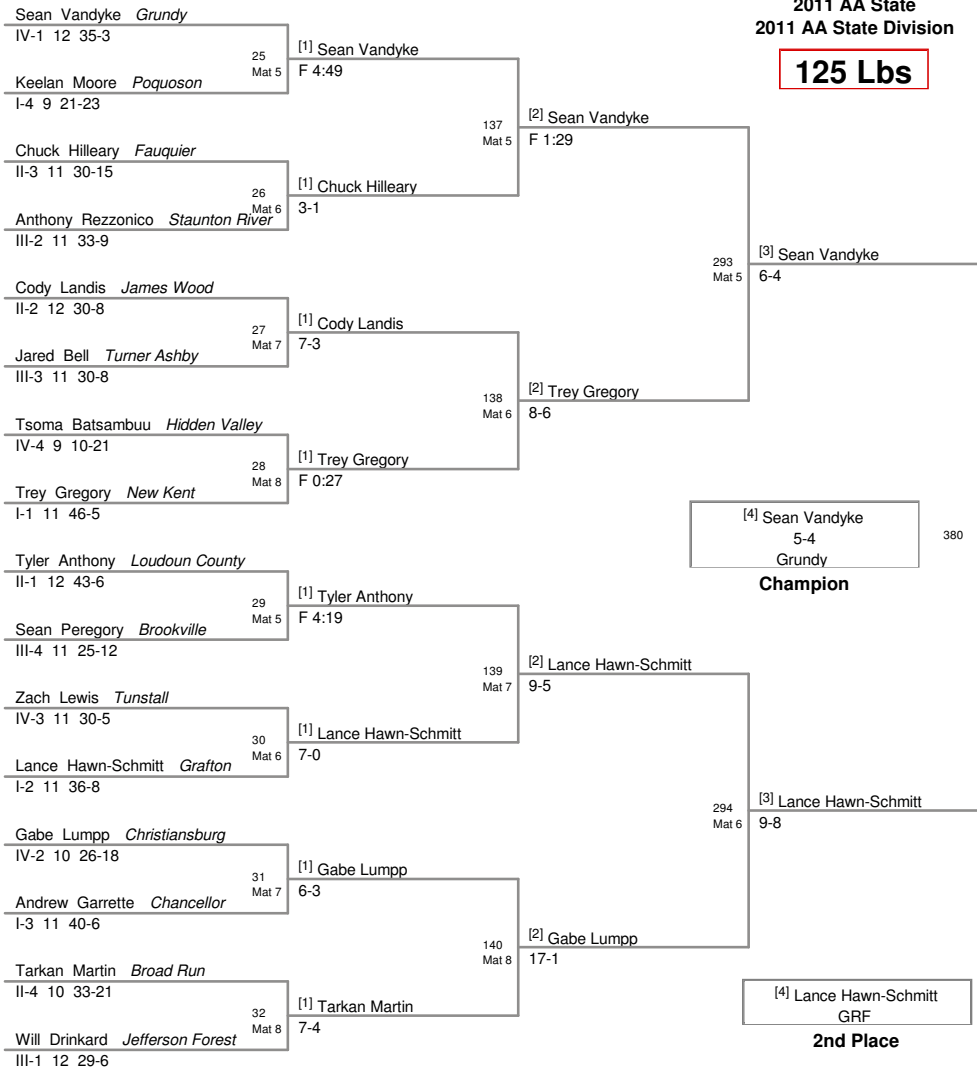 2011 AA State
2011 AA State Division
125 Lbs
Sean Vandyke Grundy
IV-1 12 35-3
25
Mat 5
[1] Sean Vandyke
F 4:49
Keelan Moore Poquoson
I-4 9 21-23
137
Mat 5
[2] Sean Vandyke
F 1:29
Chuck Hilleary Fauquier
II-3 11 30-15
26
Mat 6
[1] Chuck Hilleary
3-1
Anthony Rezzonico Staunton River
III-2 11 33-9
293
Mat 5
[3] Sean Vandyke
6-4
Cody Landis James Wood
II-2 12 30-8
27
Mat 7
[1] Cody Landis
7-3
Jared Bell Turner Ashby
III-3 11 30-8
138
Mat 6
[2] Trey Gregory
8-6
Tsoma Batsambuu Hidden Valley
IV-4 9 10-21
28
Mat 8
[1] Trey Gregory
F 0:27
Trey Gregory New Kent
I-1 11 46-5
[4] Sean Vandyke
5-4
Grundy
380
Champion
Tyler Anthony Loudoun County
II-1 12 43-6
29
Mat 5
[1] Tyler Anthony
F 4:19
Sean Peregory Brookville
III-4 11 25-12
139
Mat 7
[2] Lance Hawn-Schmitt
9-5
Zach Lewis Tunstall
IV-3 11 30-5
30
Mat 6
[1] Lance Hawn-Schmitt
7-0
Lance Hawn-Schmitt Grafton
I-2 11 36-8
294
Mat 6
[3] Lance Hawn-Schmitt
9-8
Gabe Lumpp Christiansburg
IV-2 10 26-18
31
Mat 7
[1] Gabe Lumpp
6-3
Andrew Garrette Chancellor
I-3 11 40-6
140
Mat 8
[2] Gabe Lumpp
17-1
Tarkan Martin Broad Run
II-4 10 33-21
32
Mat 8
[1] Tarkan Martin
7-4
Will Drinkard Jefferson Forest
III-1 12 29-6
[4] Lance Hawn-Schmitt
GRF
2nd Place